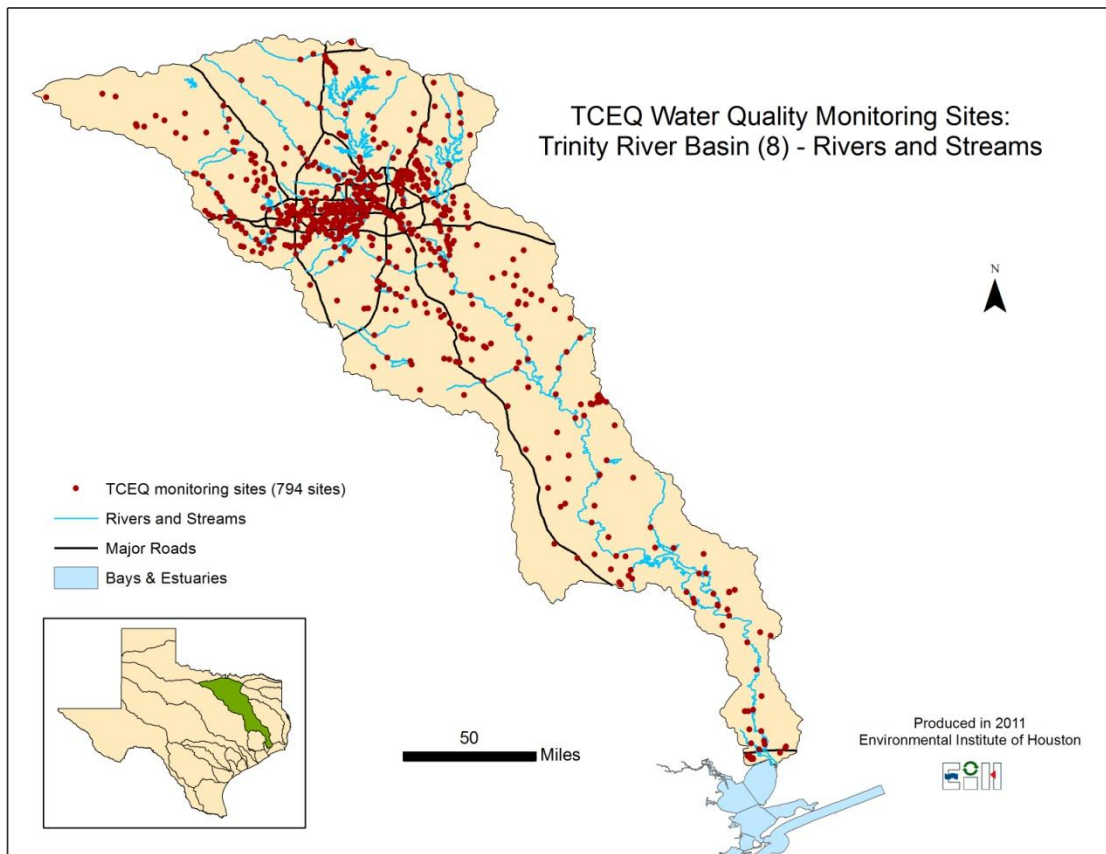 TCEQ Water Quality Monitoring Sites:
Trinity River Basin (8) - Rivers and Streams
N
TCEQ monitoring sites (794 sites)
Rivers and Streams
Major Roads
Bays & Estuaries
50
Miles
Produced in 2011
Environmental Institute of Houston
EIH